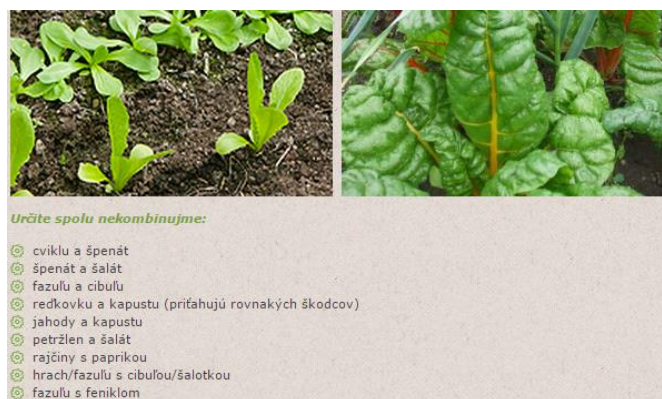 Určite spolu nekombinujme:
cviklu a špenát
špenát a šalát
fazuľu a cibuľu
reďkovku a kapustu (priťahujú rovnakých škodcov)
jahody a kapustu
petržlen a šalát
rajčiny s paprikou
hrach/fazuľu s cibuľou/šalotkou
fazuľu s feniklom